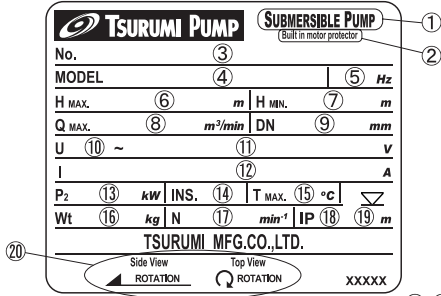 TSURUMI PUMP SUBMERSIBLE PUMP ①
Built in motor protector ②
No. ③
MODEL ④ ⑤ Hz
H MAX. ⑥ m H MIN. ⑦ m
Q MAX. ⑧ m³/min DN ⑨ mm
U ⑩ ~ ⑪ V
I ⑫ A
P₂ ⑬ kW INS. ⑭ T MAX. ⑮ °C
Wt ⑯ kg N ⑰ min⁻¹ IP ⑱ ⑲ m
TSURUMI MFG.CO.,LTD.
⑳ Side View Top View
ROTATION ROTATION XXXXX